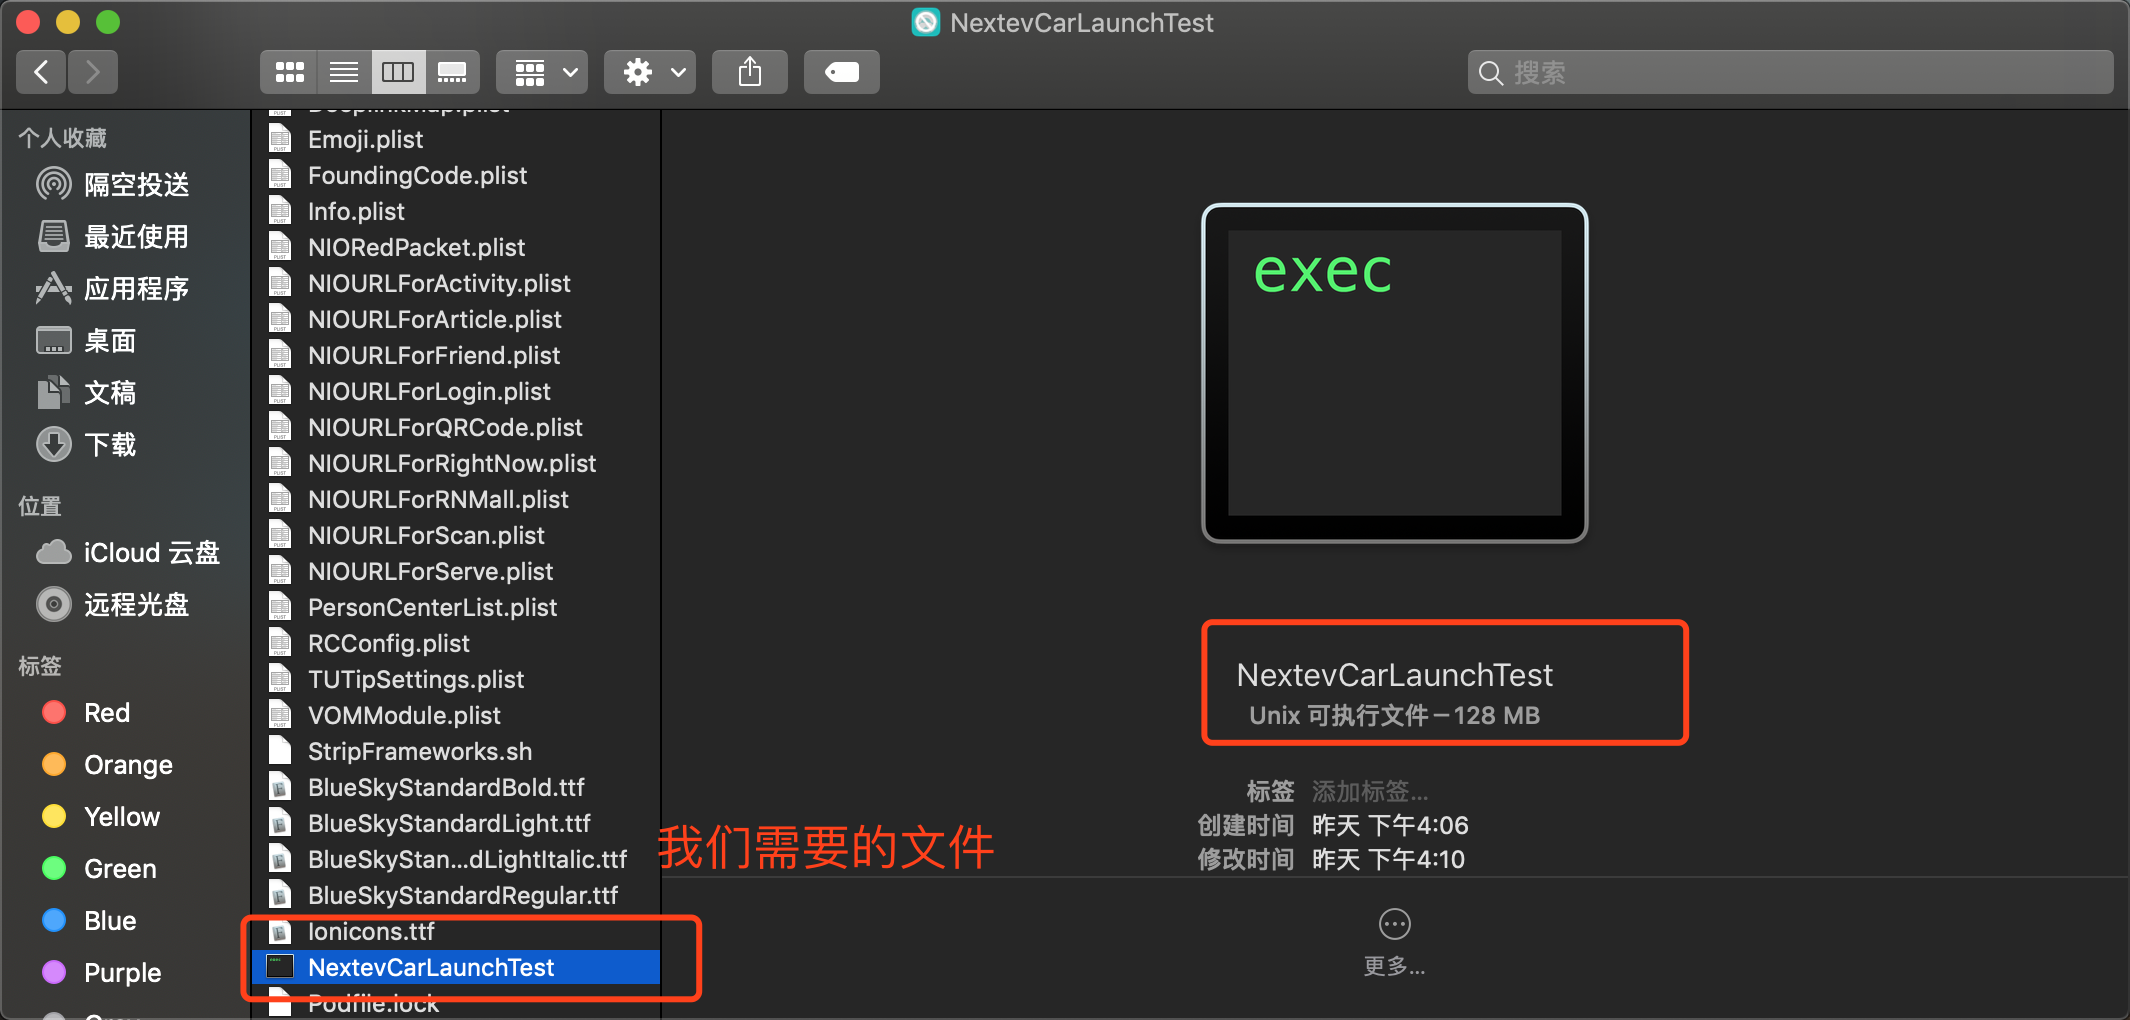 NextevCarLaunchTest
搜索
个人收藏
隔空投送
最近使用
应用程序
桌面
文稿
下载
位置
iCloud 云盘
远程光盘
标签
Red
Orange
Yellow
Green
Blue
Purple
Emoji.plist
FoundingCode.plist
Info.plist
NIORedPacket.plist
NIOURLForActivity.plist
NIOURLForArticle.plist
NIOURLForFriend.plist
NIOURLForLogin.plist
NIOURLForQRCode.plist
NIOURLForRightNow.plist
NIOURLForRNMall.plist
NIOURLForScan.plist
NIOURLForServe.plist
PersonCenterList.plist
RCConfig.plist
TUTipSettings.plist
VOMModule.plist
StripFrameworks.sh
BlueSkyStandardBold.ttf
BlueSkyStandardLight.ttf
BlueSkyStan...dLightItalic.ttf
BlueSkyStandardRegular.ttf
Ionicons.ttf
NextevCarLaunchTest
Podfile.lock
我们需要的文件
exec
NextevCarLaunchTest
Unix 可执行文件 – 128 MB
标签 添加标签...
创建时间 昨天 下午4:06
修改时间 昨天 下午4:10
更多...